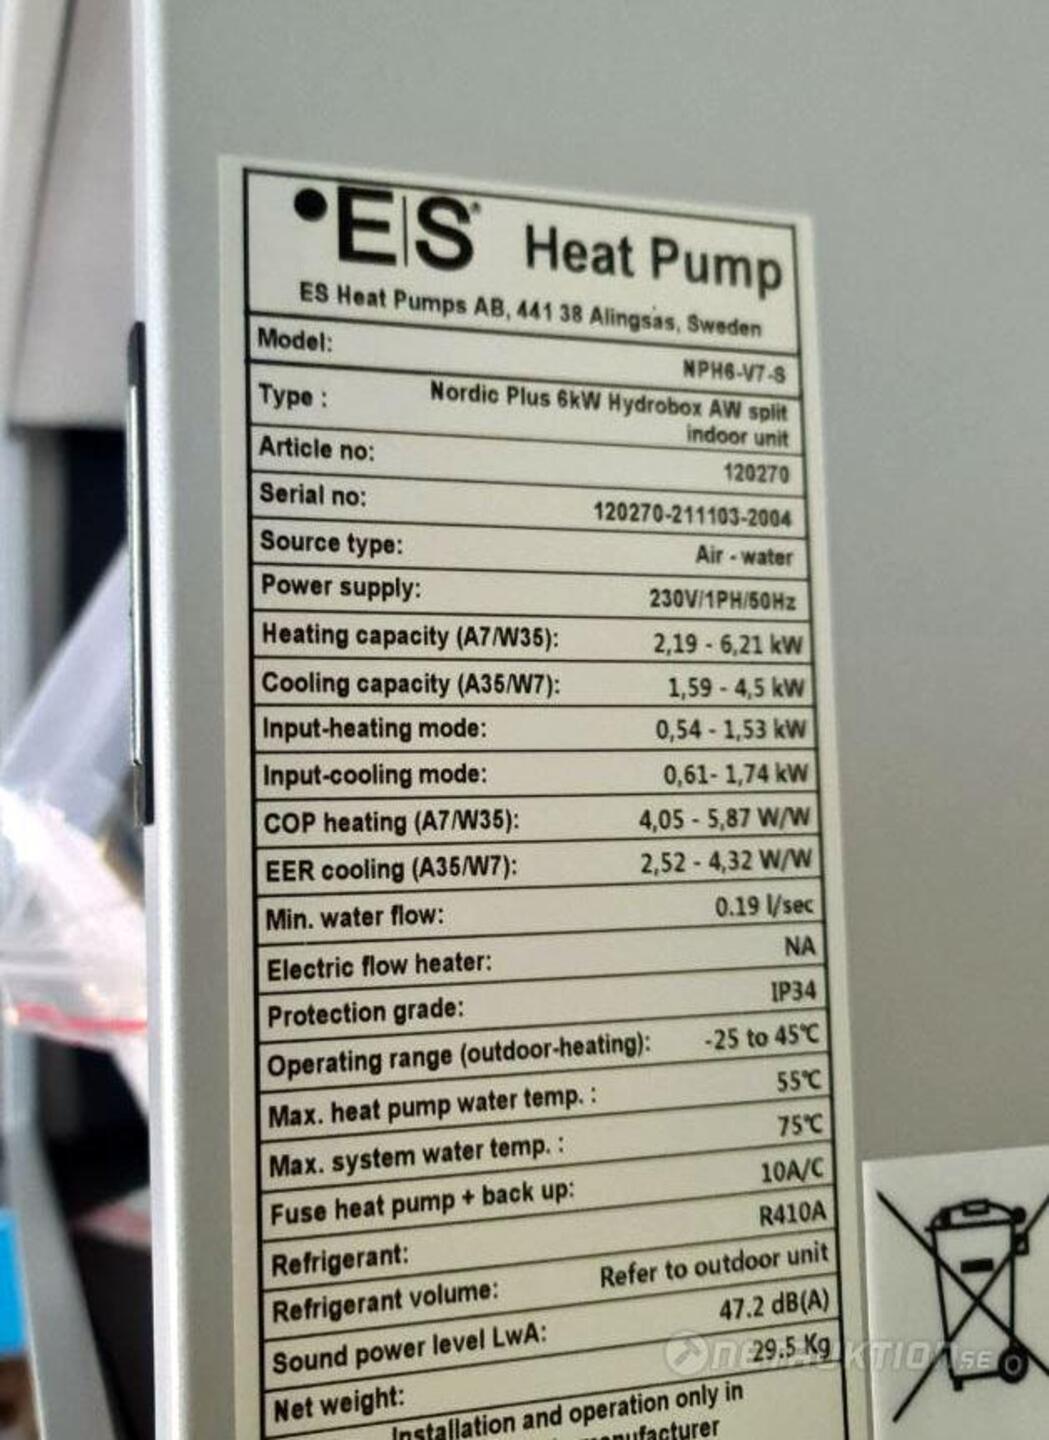 •E|S® Heat Pump
ES Heat Pumps AB, 441 38 Alingsås, Sweden
Model: NPH6-V7-S
Type : Nordic Plus 6kW Hydrobox AW split
indoor unit
Article no: 120270
Serial no: 120270-211103-2004
Source type: Air - water
Power supply: 230V/1PH/50Hz
Heating capacity (A7/W35): 2,19 - 6,21 kW
Cooling capacity (A35/W7): 1,59 - 4,5 kW
Input-heating mode: 0,54 - 1,53 kW
Input-cooling mode: 0,61- 1,74 kW
COP heating (A7/W35): 4,05 - 5,87 W/W
EER cooling (A35/W7): 2,52 - 4,32 W/W
Min. water flow: 0.19 l/sec
Electric flow heater: NA
Protection grade: IP34
Operating range (outdoor-heating): -25 to 45℃
Max. heat pump water temp. : 55℃
Max. system water temp. : 75℃
Fuse heat pump + back up: 10A/C
Refrigerant: R410A
Refrigerant volume: Refer to outdoor unit
Sound power level LwA: 47.2 dB(A)
Net weight: 29.5 Kg
Installation and operation only in
manufacturer
NETAUKTION.SE